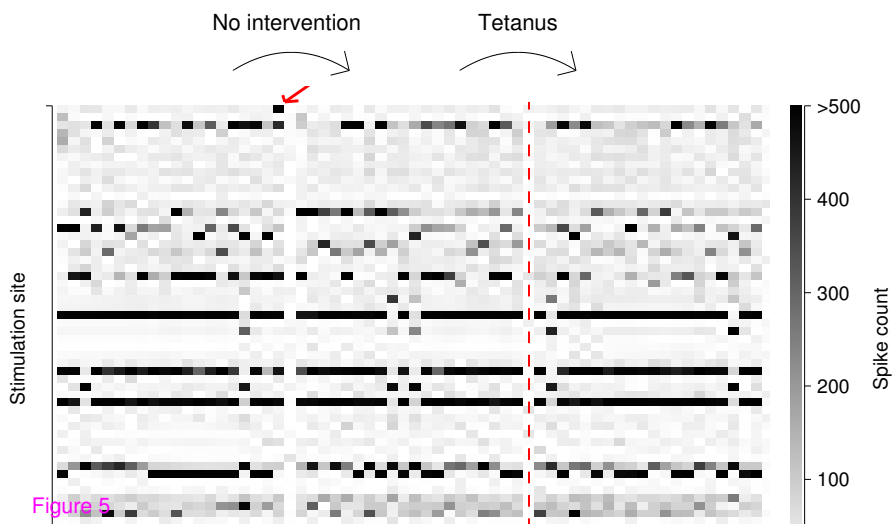 No intervention
Tetanus
>500
400
300
200
100
Stimulation site
Spike count
Figure 5